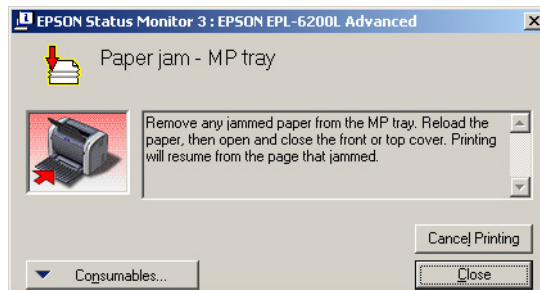 EPSON Status Monitor 3 : EPSON EPL-6200L Advanced
Paper jam - MP tray
Remove any jammed paper from the MP tray. Reload the
paper, then open and close the front or top cover. Printing
will resume from the page that jammed.
Cancel Printing
Consumables...
Close